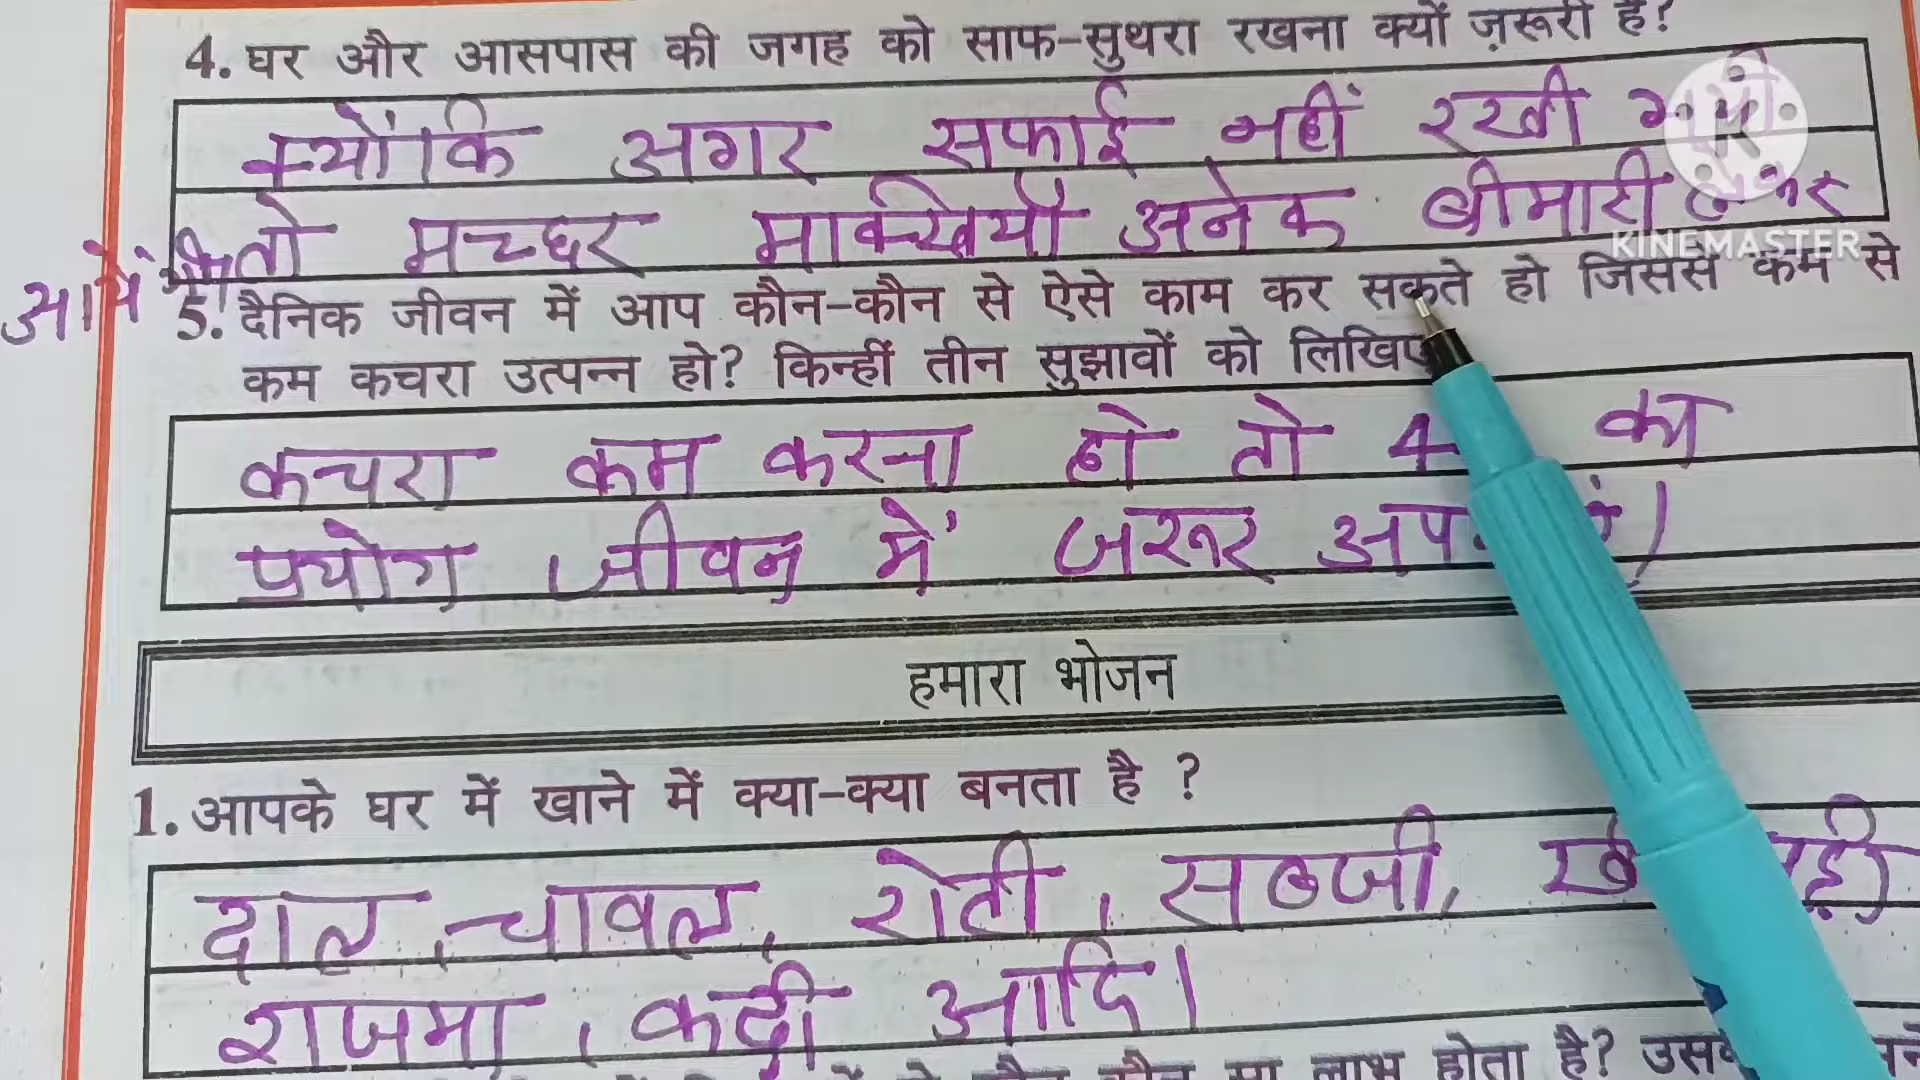 4. घर और आसपास की जगह को साफ-सुथरा रखना क्यों ज़रूरी है?
क्योंकि अगर सफाई नहीं रखी
तो मच्छर मक्खियाँ अनेक बीमारी लेकर
KINEMASTER
5. दैनिक जीवन में आप कौन-कौन से ऐसे काम कर सकते हो जिससे कम से
कम कचरा उत्पन्न हो? किन्हीं तीन सुझावों को लिखिए
कचरा कम करना हो तो 4 का
प्रयोग जीवन में जरूर
हमारा भोजन
1. आपके घर में खाने में क्या-क्या बनता है ?
दाल, चावल, रोटी, सब्जी,
राजमा, कढ़ी आदि।
लाभ होता है?